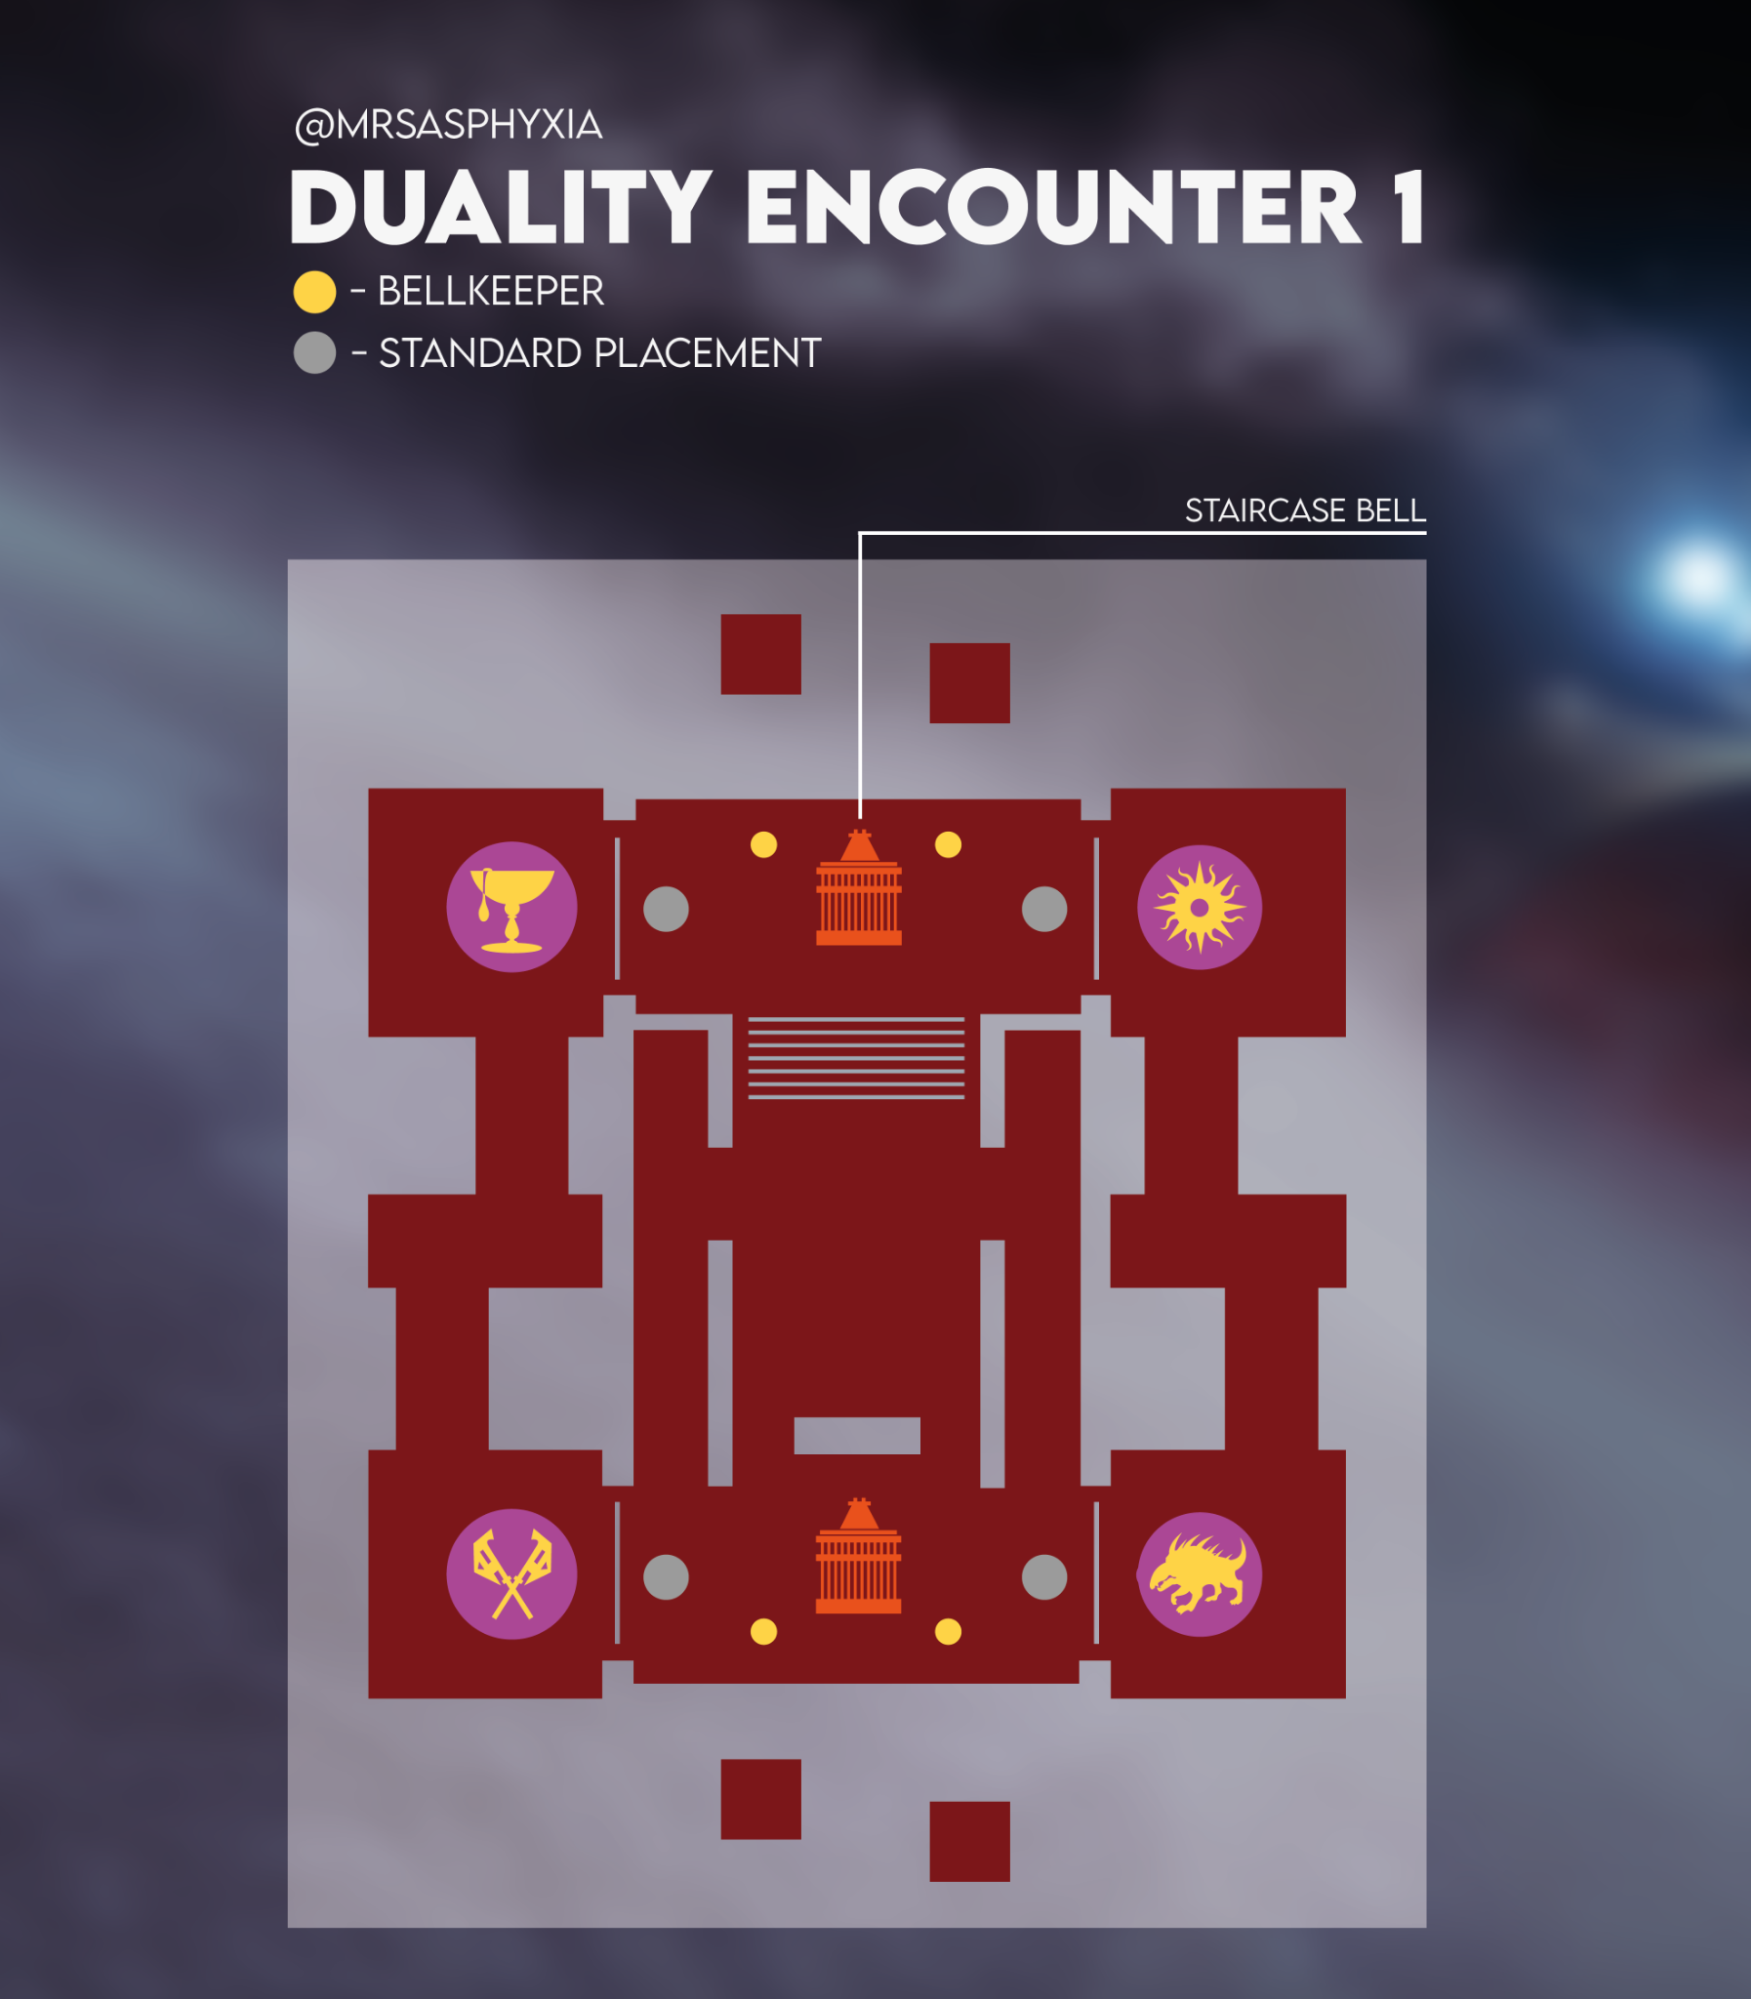 @MRSASPHYXIA
DUALITY ENCOUNTER 1
- BELLKEEPER
- STANDARD PLACEMENT
STAIRCASE BELL